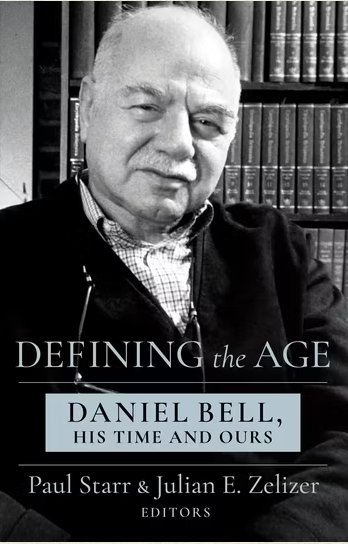 DEFINING the AGE
DANIEL BELL,
HIS TIME AND OURS
Paul Starr & Julian E. Zelizer
EDITORS